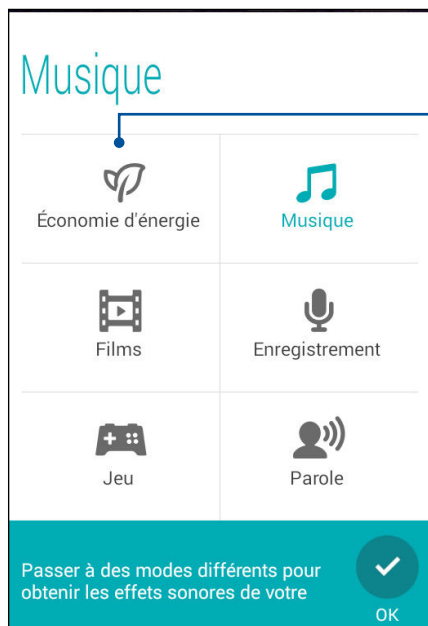 Musique
Économie d'énergie
Musique
Films
Enregistrement
Jeu
Parole
Passer à des modes différents pour
obtenir les effets sonores de votre
OK